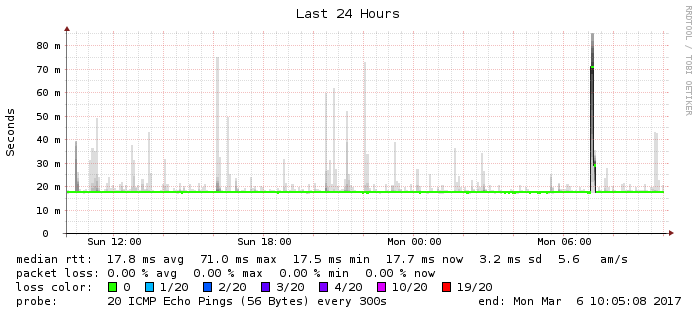 Last 24 Hours
RRDTOOL / TOBI OETIKER
Seconds
80 m
70 m
60 m
50 m
40 m
30 m
20 m
10 m
0
Sun 12:00 Sun 18:00 Mon 00:00 Mon 06:00
median rtt: 17.8 ms avg 71.0 ms max 17.5 ms min 17.7 ms now 3.2 ms sd 5.6 am/s
packet loss: 0.00 % avg 0.00 % max 0.00 % min 0.00 % now
loss color: 0 1/20 2/20 3/20 4/20 10/20 19/20
probe: 20 ICMP Echo Pings (56 Bytes) every 300s end: Mon Mar 6 10:05:08 2017